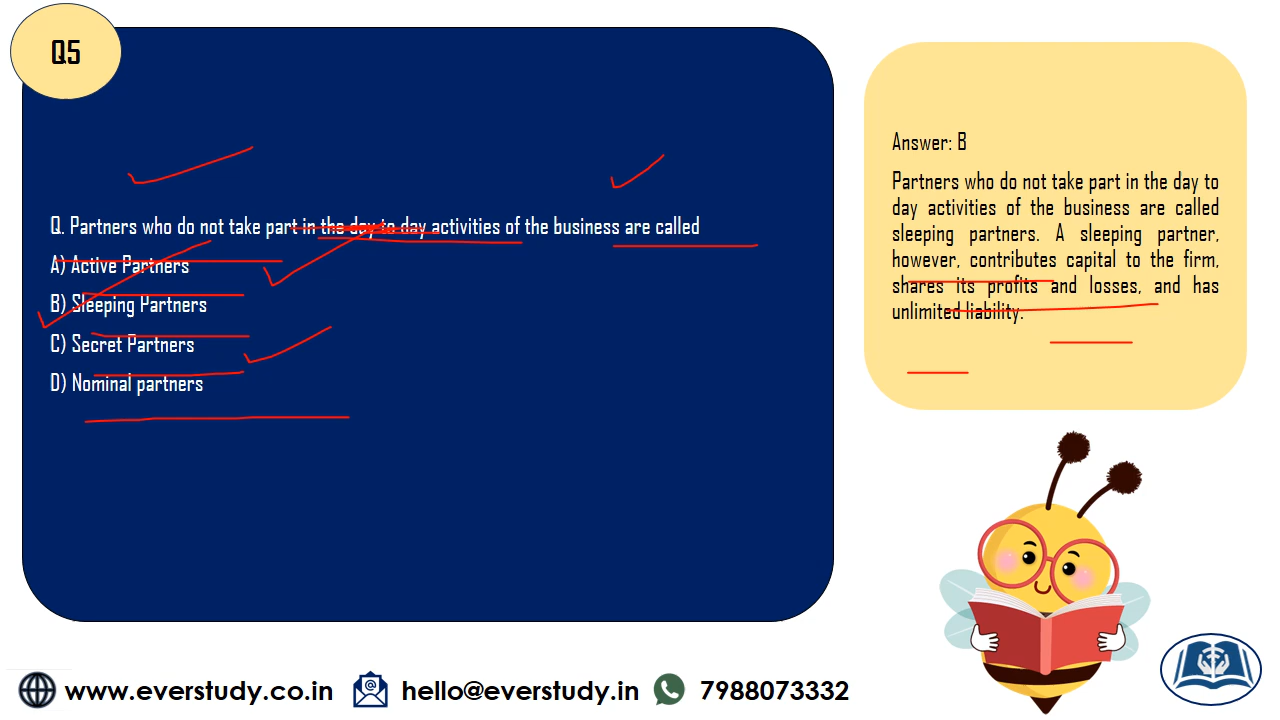 Q5
Q. Partners who do not take part in the day to day activities of the business are called
A) Active Partners
B) Sleeping Partners
C) Secret Partners
D) Nominal partners
Answer: B
Partners who do not take part in the day to
day activities of the business are called
sleeping partners. A sleeping partner,
however, contributes capital to the firm,
shares its profits and losses, and has
unlimited liability.
www.everstudy.co.in hello@everstudy.in 7988073332